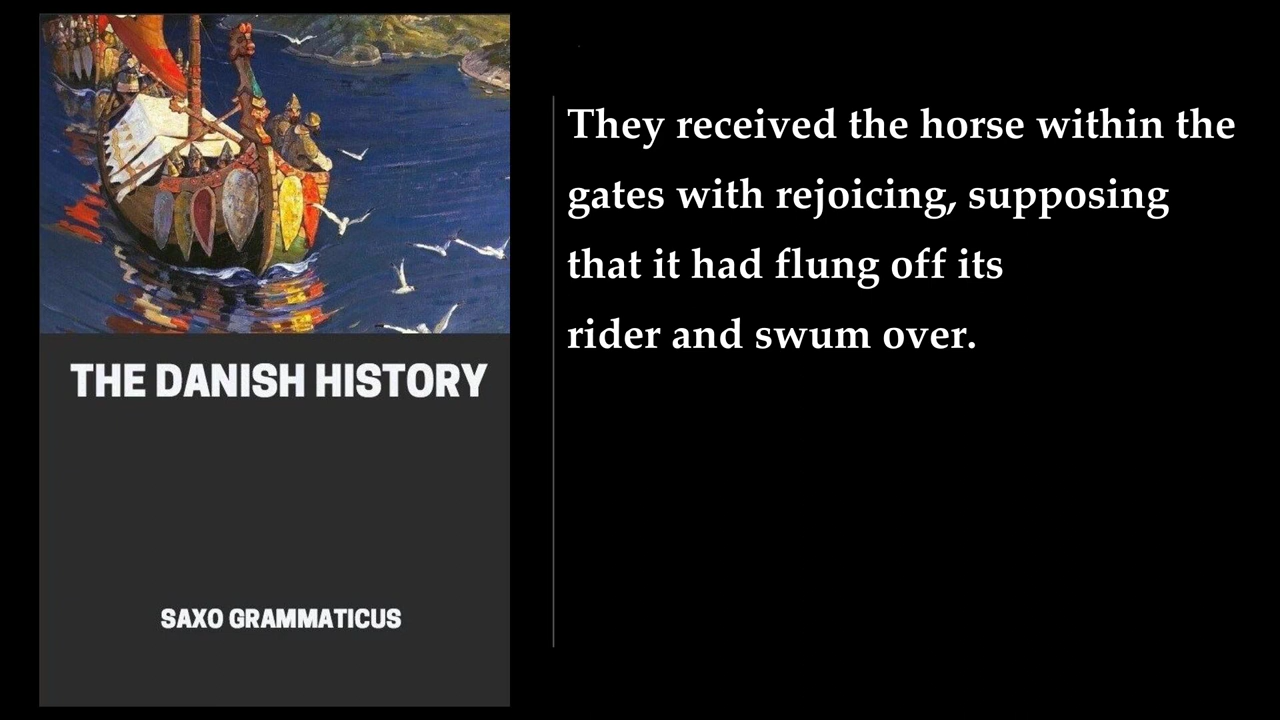 THE DANISH HISTORY
SAXO GRAMMATICUS
They received the horse within the
gates with rejoicing, supposing
that it had flung off its
rider and swum over.